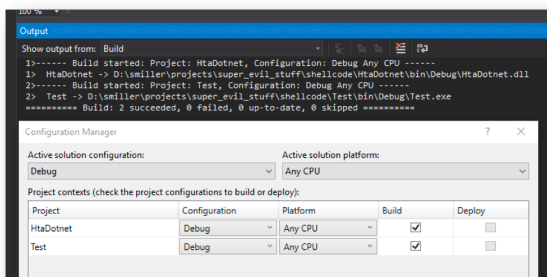 100 %
Output
Show output from: Build
1>------ Build started: Project: HtaDotnet, Configuration: Debug Any CPU ------
1>  HtaDotnet -> D:\smiller\projects\super_evil_stuff\shellcode\HtaDotnet\bin\Debug\HtaDotnet.dll
2>------ Build started: Project: Test, Configuration: Debug Any CPU ------
2>  Test -> D:\smiller\projects\super_evil_stuff\shellcode\Test\bin\Debug\Test.exe
========== Build: 2 succeeded, 0 failed, 0 up-to-date, 0 skipped ==========
Configuration Manager
Active solution configuration: Active solution platform:
Debug Any CPU
Project contexts (check the project configurations to build or deploy):
Project Configuration Platform Build Deploy
HtaDotnet Debug Any CPU
Test Debug Any CPU